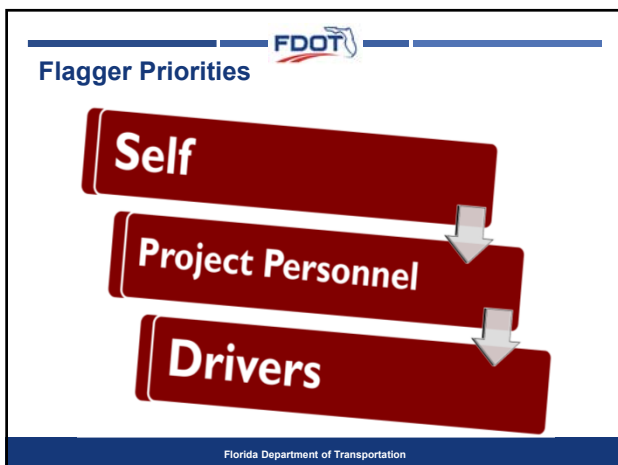 FDOT
Flagger Priorities
Self
Project Personnel
Drivers
Florida Department of Transportation